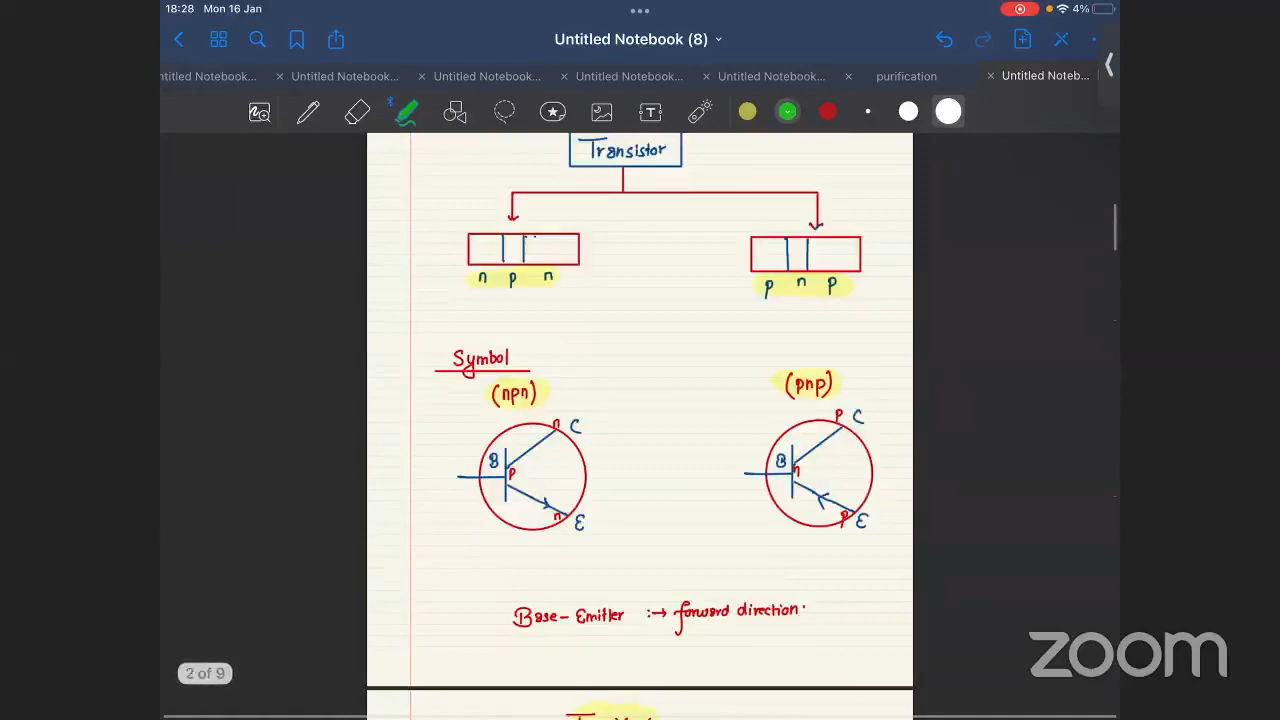 18:28 Mon 16 Jan
4%
Untitled Notebook (8)
ntitled Notebook...
Untitled Notebook...
Untitled Notebook...
Untitled Notebook...
Untitled Notebook...
purification
Untitled Noteb...
Transistor
n p n
p n p
Symbol
(npn)
(pnp)
n C
B
p
n E
p C
B
n
p E
Base-Emitter :→ forward direction.
2 of 9
zoom